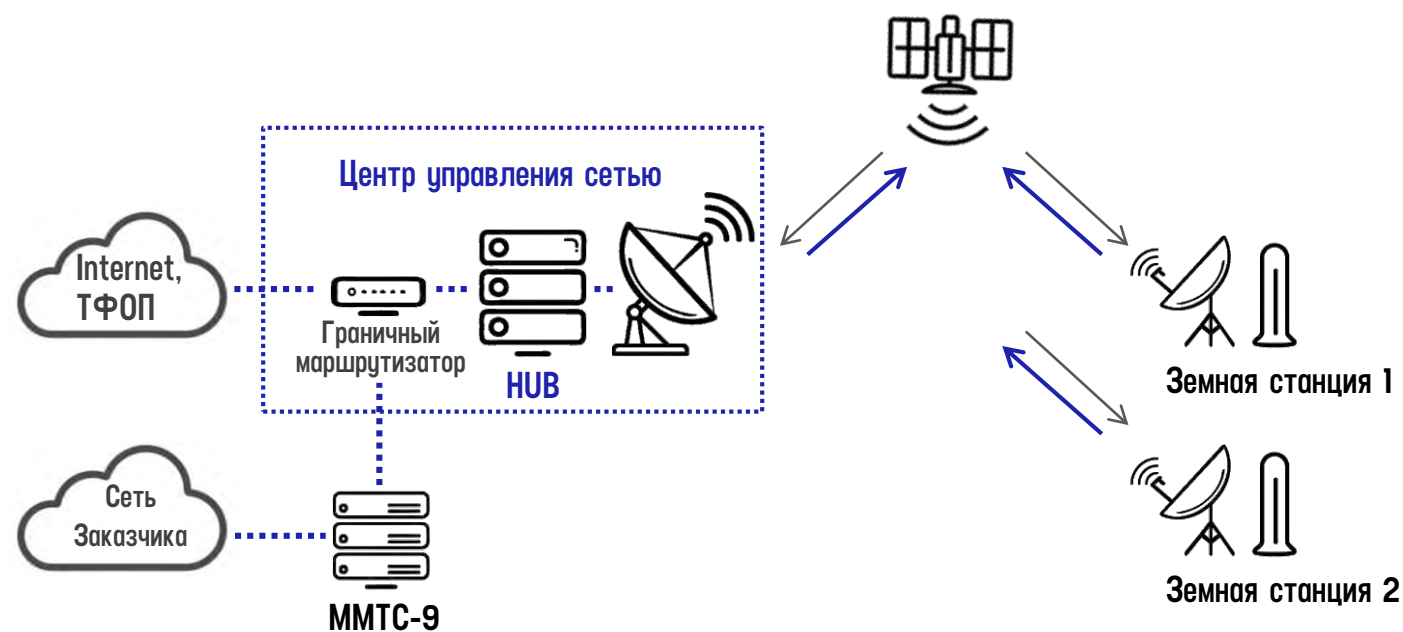 Центр управления сетью
Internet,
ТФОП
Граничный
маршрутизатор
HUB
Земная станция 1
Сеть
Заказчика
ММТС-9
Земная станция 2